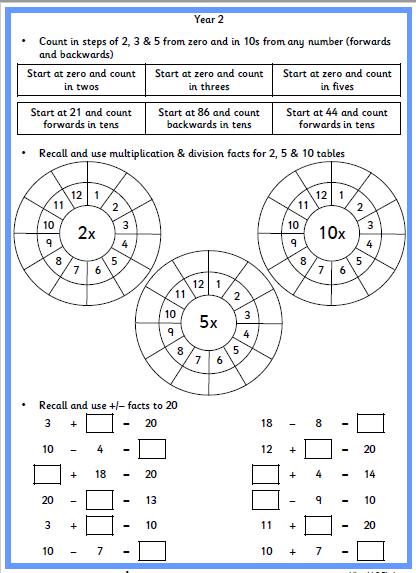 Year 2
• Count in steps of 2, 3 & 5 from zero and in 10s from any number (forwards
and backwards)
Start at zero and count
in twos
Start at zero and count
in threes
Start at zero and count
in fives
Start at 21 and count
forwards in tens
Start at 86 and count
backwards in tens
Start at 44 and count
forwards in tens
• Recall and use multiplication & division facts for 2, 5 & 10 tables
2x
1
2
3
4
5
6
7
8
9
10
11
12
10x
1
2
3
4
5
6
7
8
9
10
11
12
5x
1
2
3
4
5
6
7
8
9
10
11
12
• Recall and use +/– facts to 20
3 + = 20
18 – 8 =
10 – 4 =
12 + = 20
+ 18 = 20
+ 4 = 14
20 – = 13
– 9 = 10
3 + = 10
11 + = 20
10 – 7 =
10 + 7 =